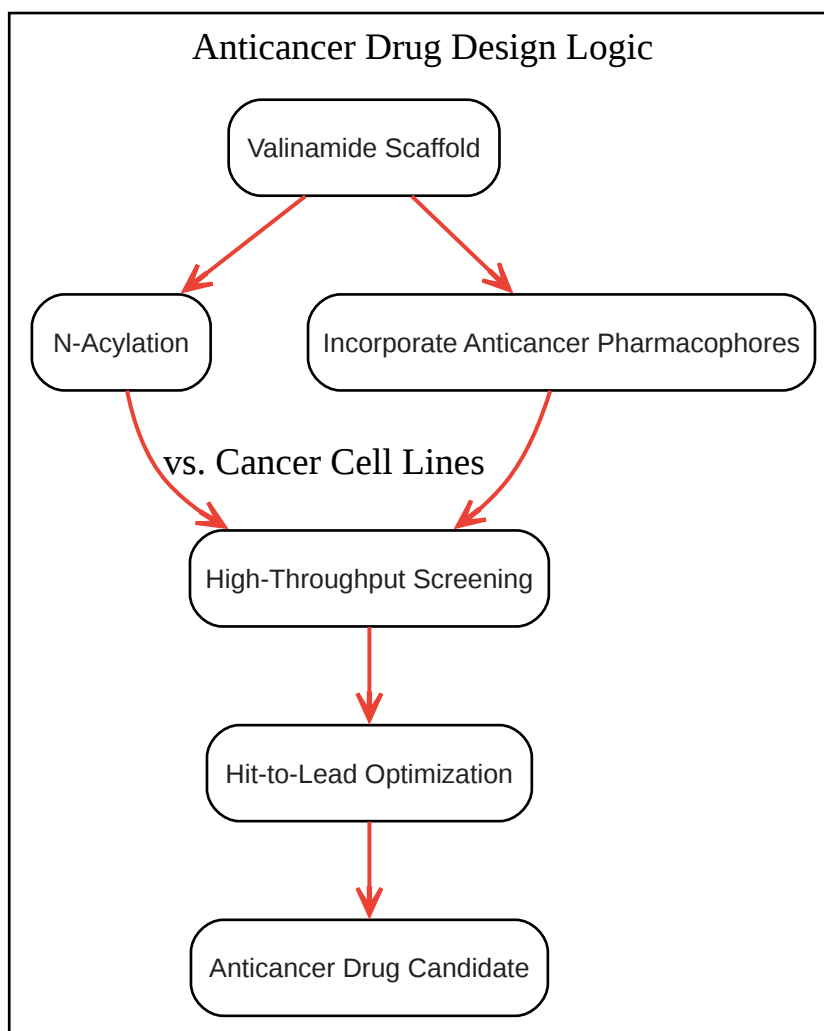 Anticancer Drug Design Logic
Valinamide Scaffold
N-Acylation
Incorporate Anticancer Pharmacophores
vs. Cancer Cell Lines
High-Throughput Screening
Hit-to-Lead Optimization
Anticancer Drug Candidate